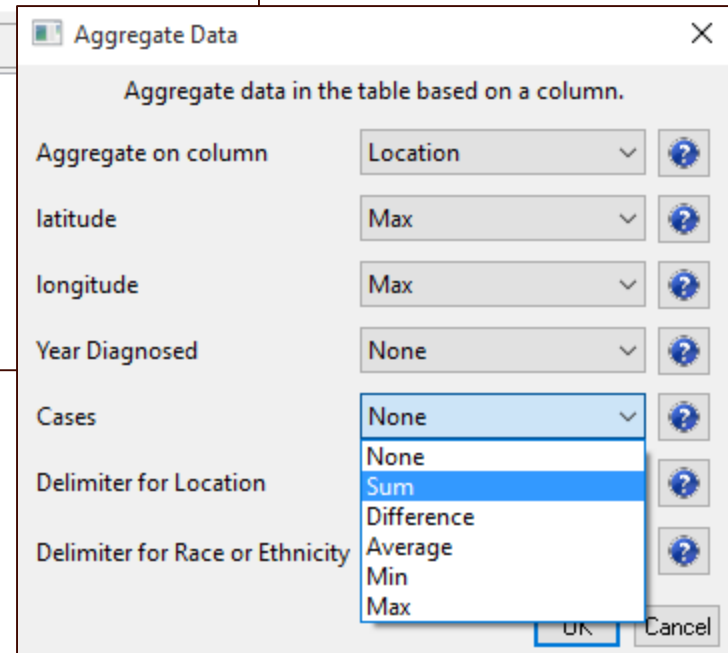 Aggregate Data
Aggregate data in the table based on a column.
Aggregate on column Location
latitude Max
longitude Max
Year Diagnosed None
Cases None
None
Sum
Delimiter for Location
Difference
Average
Delimiter for Race or Ethnicity
Min
Max
OK Cancel